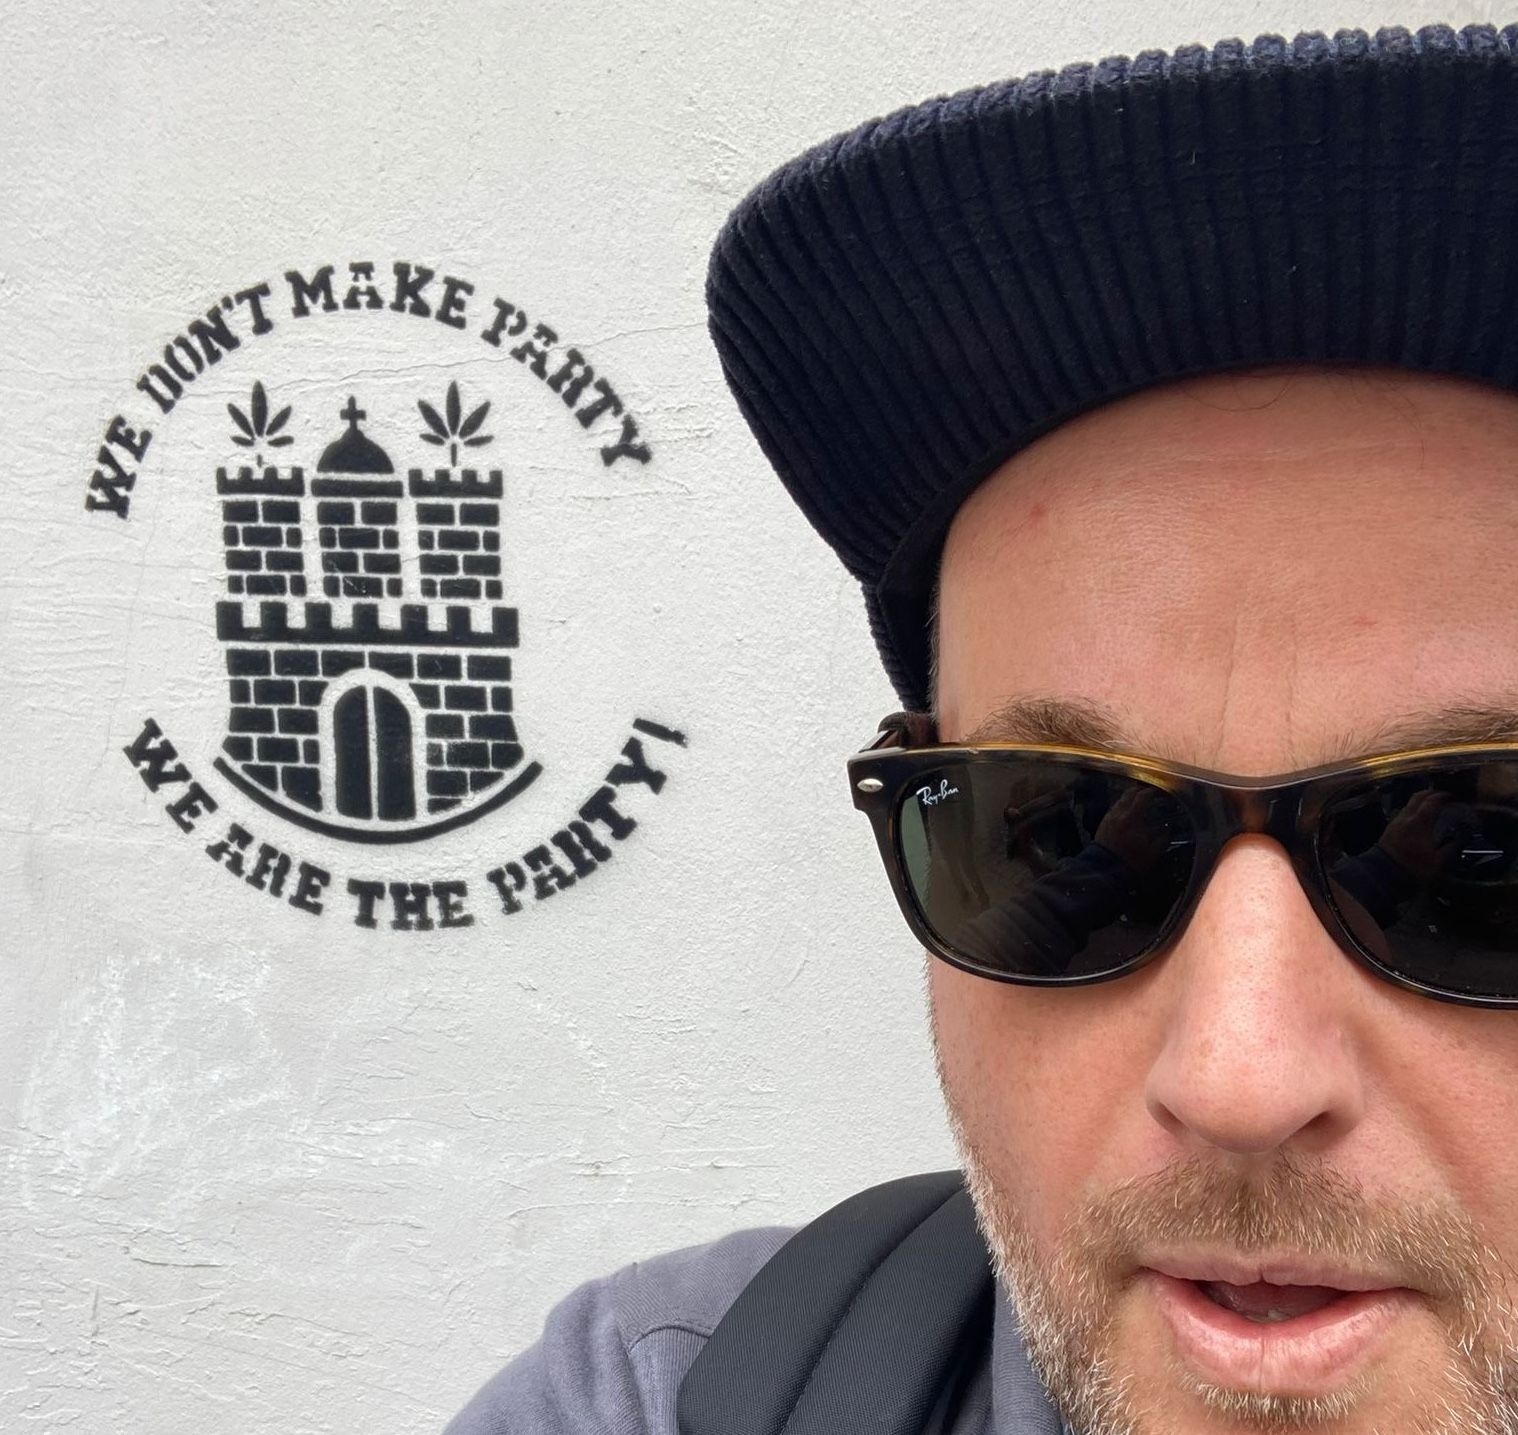 WE DON'T MAKE PARTY
WE ARE THE PARTY!
Ray-Ban